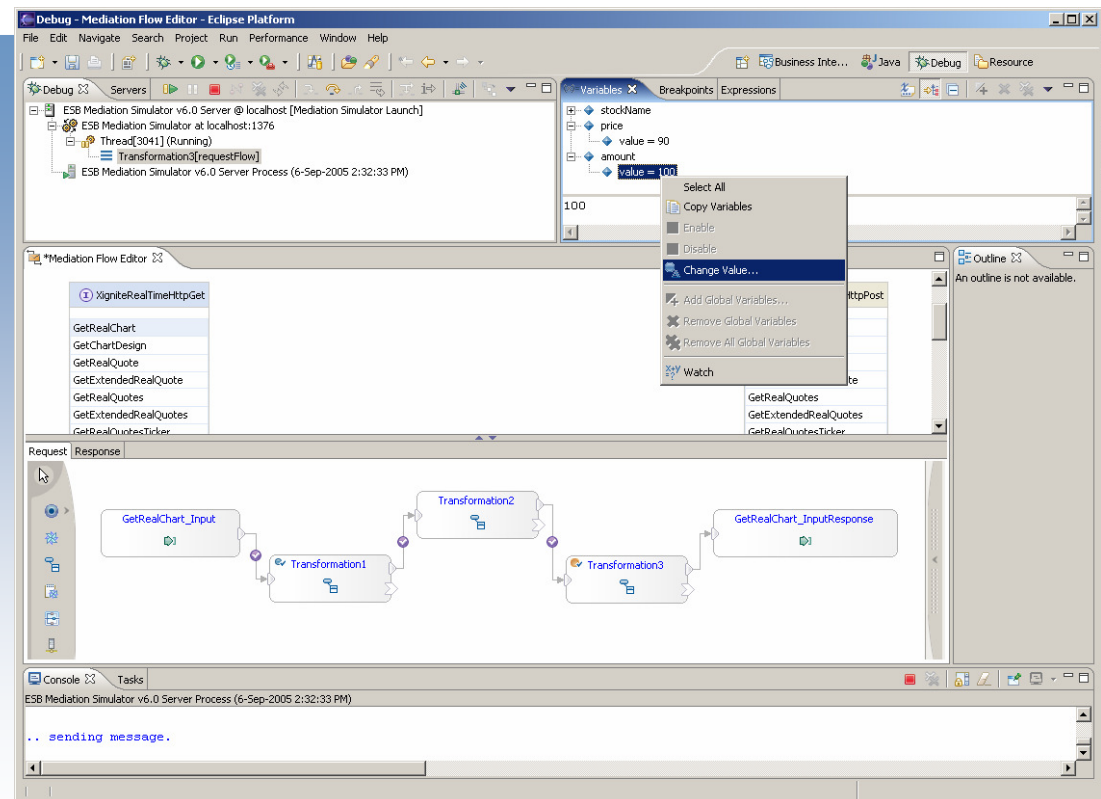 Debug - Mediation Flow Editor - Eclipse Platform
File Edit Navigate Search Project Run Performance Window Help
Business Inte... Java Debug Resource
Debug Servers
Variables Breakpoints Expressions
ESB Mediation Simulator v6.0 Server @ localhost [Mediation Simulator Launch]
ESB Mediation Simulator at localhost:1376
Thread[3041] (Running)
Transformation3[requestFlow]
ESB Mediation Simulator v6.0 Server Process (6-Sep-2005 2:32:33 PM)
stockName
price
value = 90
amount
value = 100
100
Select All
Copy Variables
Enable
Disable
Change Value...
Add Global Variables...
Remove Global Variables
Remove All Global Variables
Watch
*Mediation Flow Editor
Outline
An outline is not available.
XigniteRealTimeHttpGet
GetRealChart
GetChartDesign
GetRealQuote
GetExtendedRealQuote
GetRealQuotes
GetExtendedRealQuotes
GetRealQuotesTicker
HttpPost
te
GetRealQuotes
GetExtendedRealQuotes
GetRealQuotesTicker
Request Response
GetRealChart_Input
Transformation1
Transformation2
Transformation3
GetRealChart_InputResponse
Console Tasks
ESB Mediation Simulator v6.0 Server Process (6-Sep-2005 2:32:33 PM)
.. sending message.